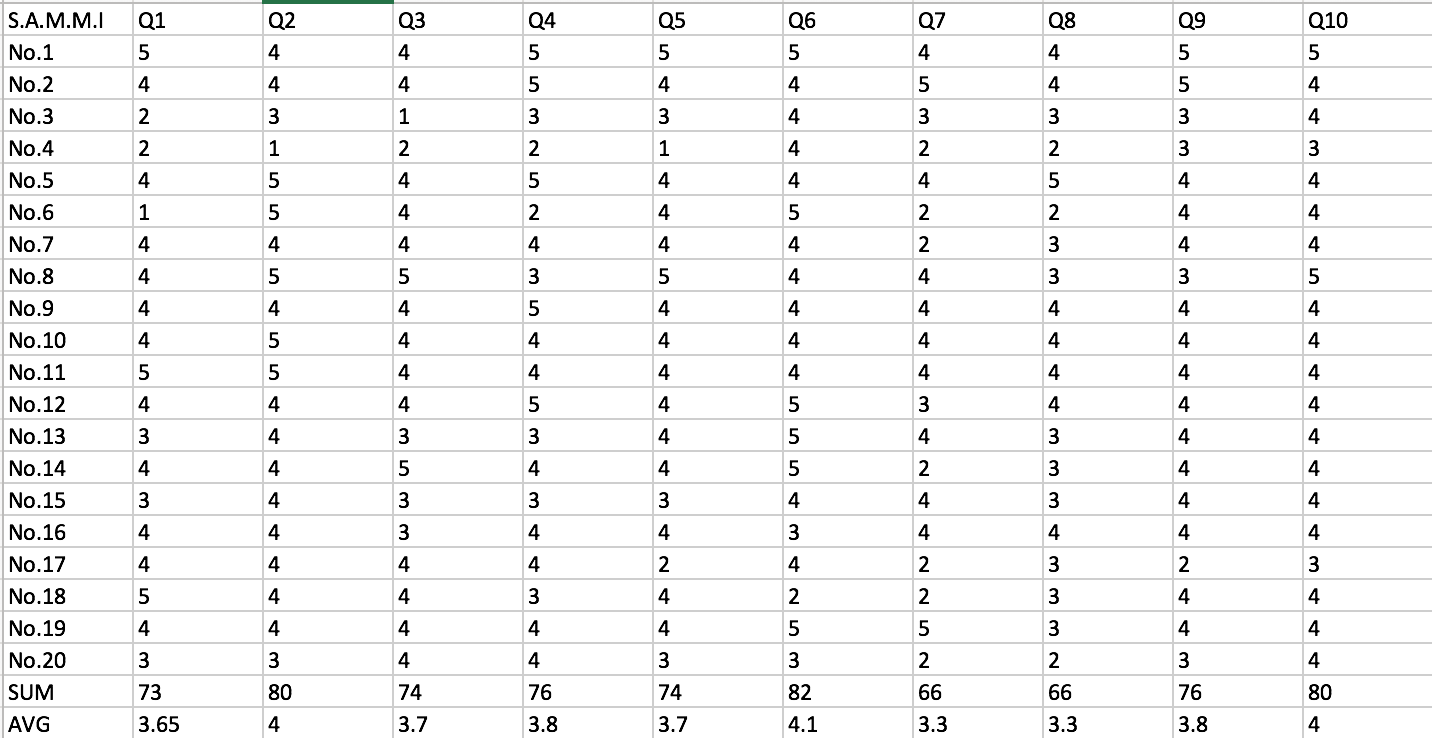 S.A.M.M.I Q1 Q2 Q3 Q4 Q5 Q6 Q7 Q8 Q9 Q10
No.1 5 4 4 5 5 5 4 4 5 5
No.2 4 4 4 5 4 4 5 4 5 4
No.3 2 3 1 3 3 4 3 3 3 4
No.4 2 1 2 2 1 4 2 2 3 3
No.5 4 5 4 5 4 4 4 5 4 4
No.6 1 5 4 2 4 5 2 2 4 4
No.7 4 4 4 4 4 4 2 3 4 4
No.8 4 5 5 3 5 4 4 3 3 5
No.9 4 4 4 5 4 4 4 4 4 4
No.10 4 5 4 4 4 4 4 4 4 4
No.11 5 5 4 4 4 4 4 4 4 4
No.12 4 4 4 5 4 5 3 4 4 4
No.13 3 4 3 3 4 5 4 3 4 4
No.14 4 4 5 4 4 5 2 3 4 4
No.15 3 4 3 3 3 4 4 3 4 4
No.16 4 4 3 4 4 3 4 4 4 4
No.17 4 4 4 4 2 4 2 3 2 3
No.18 5 4 4 3 4 2 2 3 4 4
No.19 4 4 4 4 4 5 5 3 4 4
No.20 3 3 4 4 3 3 2 2 3 4
SUM 73 80 74 76 74 82 66 66 76 80
AVG 3.65 4 3.7 3.8 3.7 4.1 3.3 3.3 3.8 4